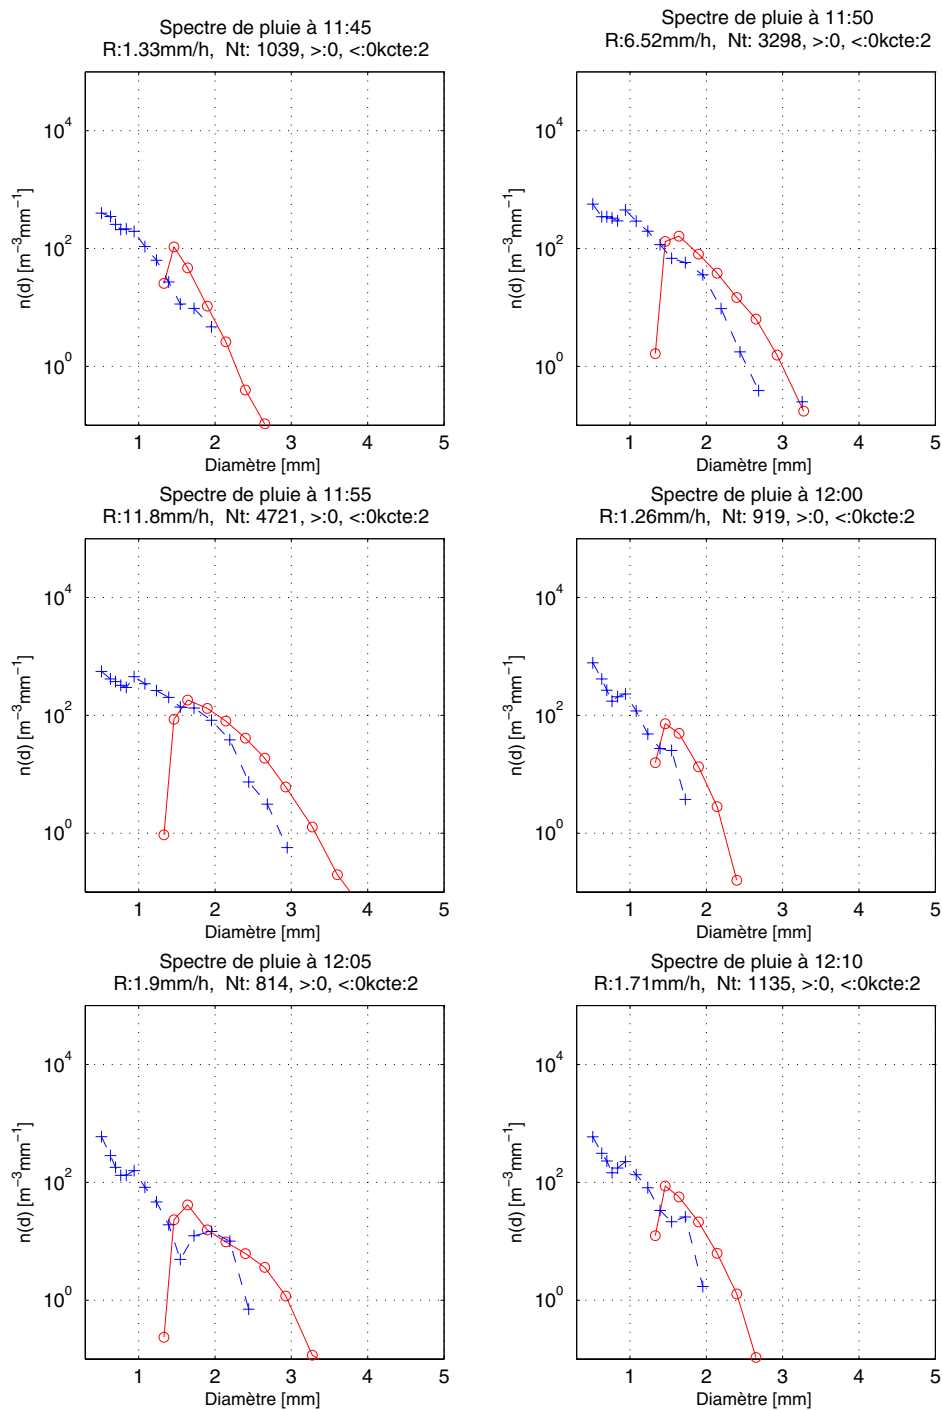 Spectre de pluie à 11:45
R:1.33mm/h, Nt: 1039, >:0, <:0kcte:2
10^4
10^2
10^0
n(d) [m^−3mm^−1]
1 2 3 4 5
Diamètre [mm]
Spectre de pluie à 11:50
R:6.52mm/h, Nt: 3298, >:0, <:0kcte:2
10^4
10^2
10^0
n(d) [m^−3mm^−1]
1 2 3 4 5
Diamètre [mm]
Spectre de pluie à 11:55
R:11.8mm/h, Nt: 4721, >:0, <:0kcte:2
10^4
10^2
10^0
n(d) [m^−3mm^−1]
1 2 3 4 5
Diamètre [mm]
Spectre de pluie à 12:00
R:1.26mm/h, Nt: 919, >:0, <:0kcte:2
10^4
10^2
10^0
n(d) [m^−3mm^−1]
1 2 3 4 5
Diamètre [mm]
Spectre de pluie à 12:05
R:1.9mm/h, Nt: 814, >:0, <:0kcte:2
10^4
10^2
10^0
n(d) [m^−3mm^−1]
1 2 3 4 5
Diamètre [mm]
Spectre de pluie à 12:10
R:1.71mm/h, Nt: 1135, >:0, <:0kcte:2
10^4
10^2
10^0
n(d) [m^−3mm^−1]
1 2 3 4 5
Diamètre [mm]